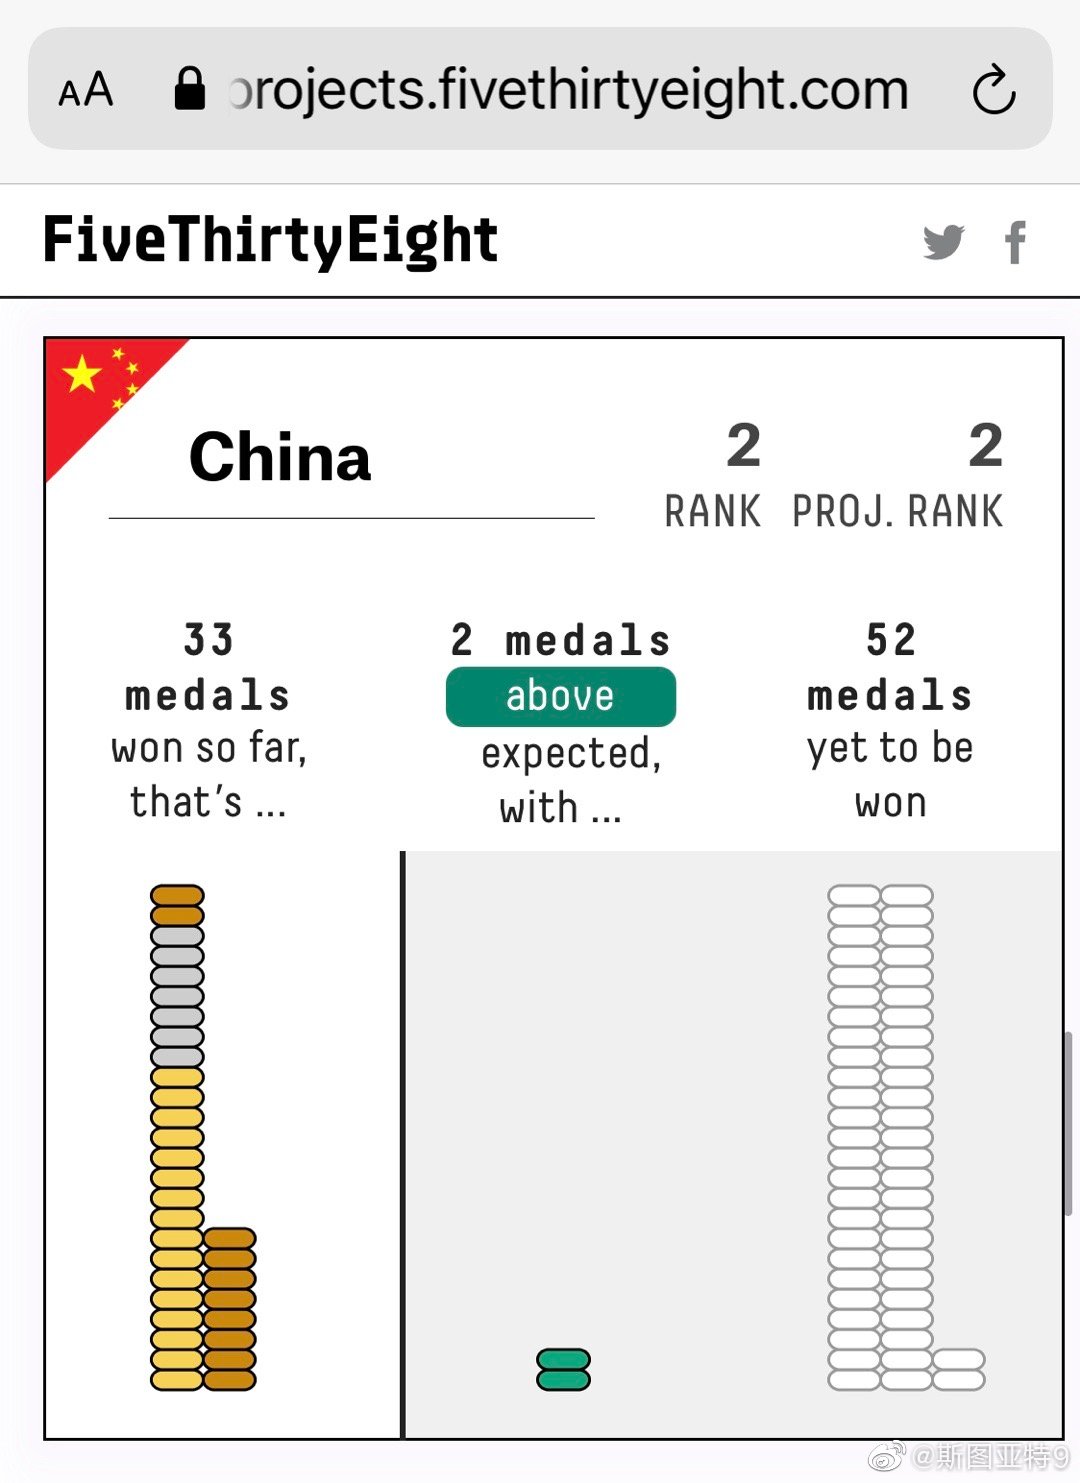 AA projects.fivethirtyeight.com
FiveThirtyEight
China
2
RANK
2
PROJ. RANK
33
medals
won so far,
that's ...
2 medals
above
expected,
with ...
52
medals
yet to be
won
@斯图亚特9